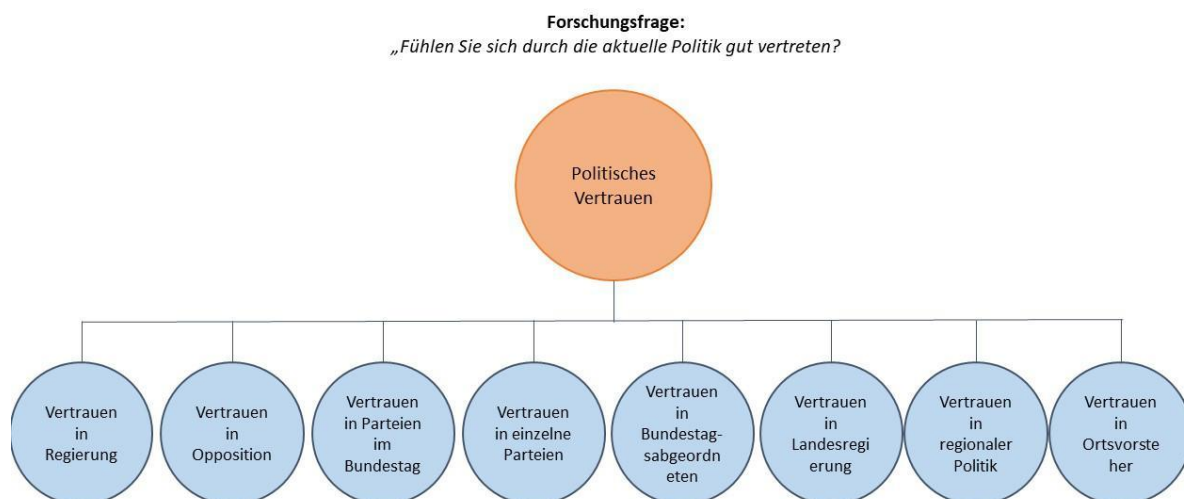 Forschungsfrage:
„Fühlen Sie sich durch die aktuelle Politik gut vertreten?
Politisches
Vertrauen
Vertrauen
in
Regierung
Vertrauen
in
Opposition
Vertrauen
in Parteien
im
Bundestag
Vertrauen
in einzelne
Parteien
Vertrauen
in
Bundestag-
sabgeord-
neten
Vertrauen
in
Landesregi
erung
Vertrauen
in
regionaler
Politik
Vertrauen
in
Ortsvorste
her